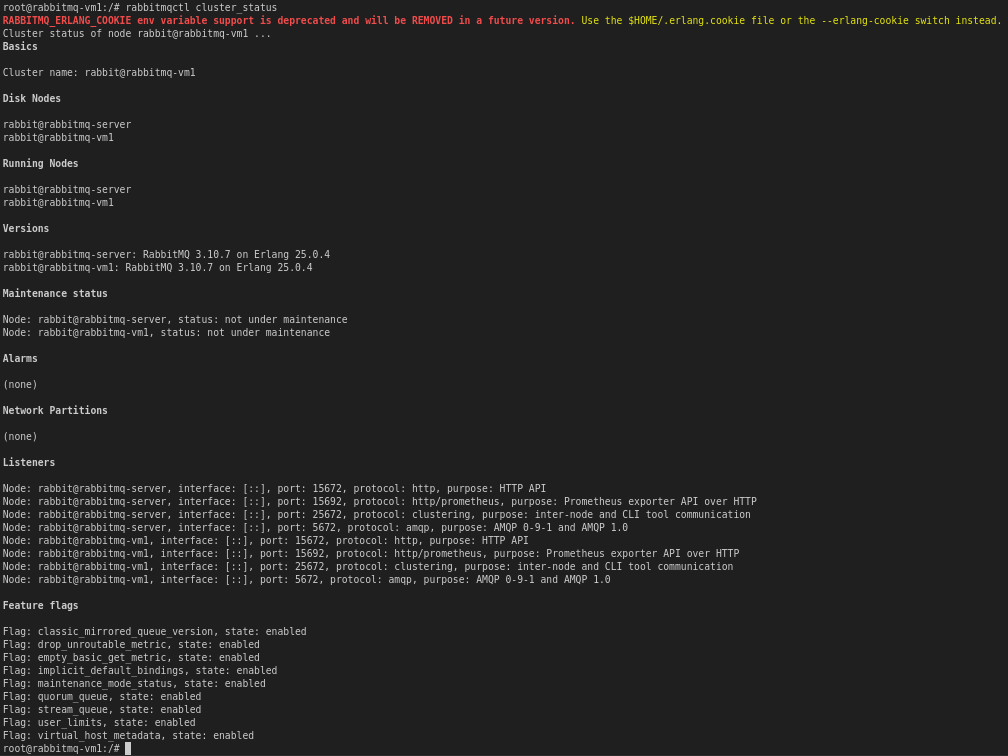 root@rabbitmq-vm1:/# rabbitmqctl cluster_status
RABBITMQ_ERLANG_COOKIE env variable support is deprecated and will be REMOVED in a future version. Use the $HOME/.erlang.cookie file or the --erlang-cookie switch instead.
Cluster status of node rabbit@rabbitmq-vm1 ...
Basics
Cluster name: rabbit@rabbitmq-vm1
Disk Nodes
rabbit@rabbitmq-server
rabbit@rabbitmq-vm1
Running Nodes
rabbit@rabbitmq-server
rabbit@rabbitmq-vm1
Versions
rabbit@rabbitmq-server: RabbitMQ 3.10.7 on Erlang 25.0.4
rabbit@rabbitmq-vm1: RabbitMQ 3.10.7 on Erlang 25.0.4
Maintenance status
Node: rabbit@rabbitmq-server, status: not under maintenance
Node: rabbit@rabbitmq-vm1, status: not under maintenance
Alarms
(none)
Network Partitions
(none)
Listeners
Node: rabbit@rabbitmq-server, interface: [::], port: 15672, protocol: http, purpose: HTTP API
Node: rabbit@rabbitmq-server, interface: [::], port: 15692, protocol: http/prometheus, purpose: Prometheus exporter API over HTTP
Node: rabbit@rabbitmq-server, interface: [::], port: 25672, protocol: clustering, purpose: inter-node and CLI tool communication
Node: rabbit@rabbitmq-server, interface: [::], port: 5672, protocol: amqp, purpose: AMQP 0-9-1 and AMQP 1.0
Node: rabbit@rabbitmq-vm1, interface: [::], port: 15672, protocol: http, purpose: HTTP API
Node: rabbit@rabbitmq-vm1, interface: [::], port: 15692, protocol: http/prometheus, purpose: Prometheus exporter API over HTTP
Node: rabbit@rabbitmq-vm1, interface: [::], port: 25672, protocol: clustering, purpose: inter-node and CLI tool communication
Node: rabbit@rabbitmq-vm1, interface: [::], port: 5672, protocol: amqp, purpose: AMQP 0-9-1 and AMQP 1.0
Feature flags
Flag: classic_mirrored_queue_version, state: enabled
Flag: drop_unroutable_metric, state: enabled
Flag: empty_basic_get_metric, state: enabled
Flag: implicit_default_bindings, state: enabled
Flag: maintenance_mode_status, state: enabled
Flag: quorum_queue, state: enabled
Flag: stream_queue, state: enabled
Flag: user_limits, state: enabled
Flag: virtual_host_metadata, state: enabled
root@rabbitmq-vm1:/#